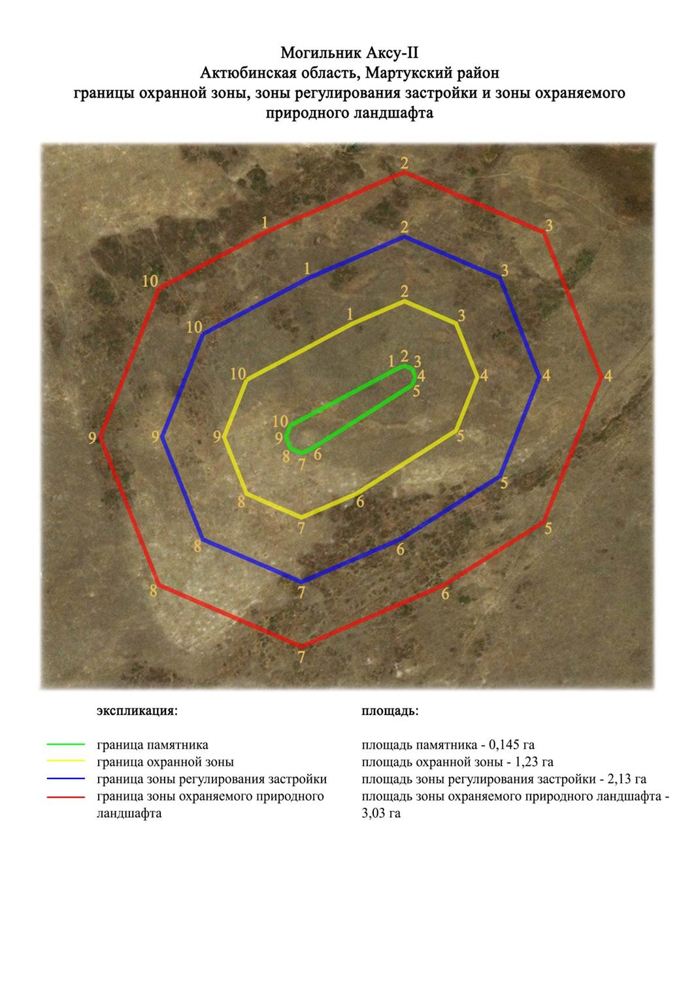 Могильник Аксу-II
Актюбинская область, Мартукский район
границы охранной зоны, зоны регулирования застройки и зоны охраняемого
природного ландшафта
2
1
3
2
10
1
3
2
10
1
3
10
1 2 3
4
4
4
4
5
10
9
9
9
9
5
8
6
7
5
8
6
7
5
8
6
7
8
6
7
экспликация:
площадь:
граница памятника
площадь памятника - 0,145 га
граница охранной зоны
площадь охранной зоны - 1,23 га
граница зоны регулирования застройки
площадь зоны регулирования застройки - 2,13 га
граница зоны охраняемого природного
ландшафта
площадь зоны охраняемого природного ландшафта -
3,03 га